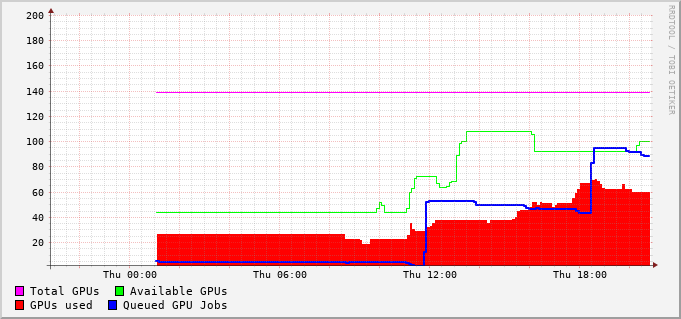 200
180
160
140
120
100
80
60
40
20
Thu 00:00 Thu 06:00 Thu 12:00 Thu 18:00
Total GPUs Available GPUs
GPUs used Queued GPU Jobs
RRDTOOL / TOBI OETIKER